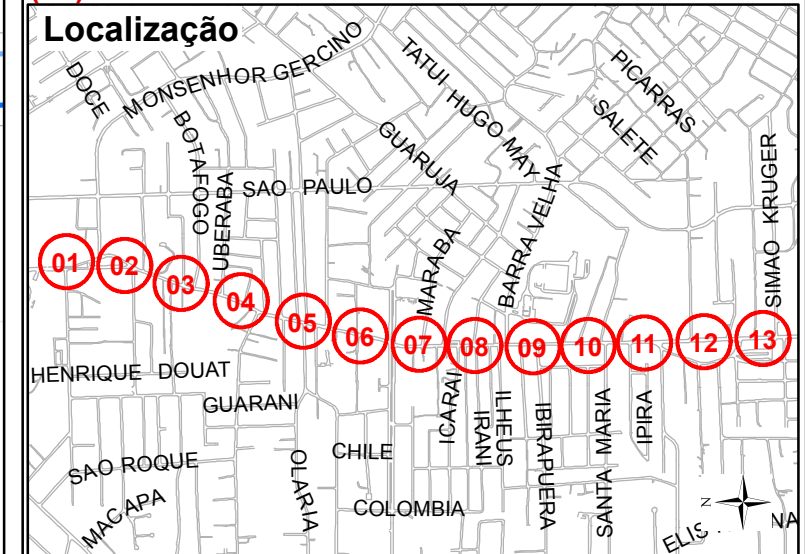 Localização
DOCE
MONSENHOR GERCINO
TATUI
HUGO MAY
PICARRAS
SALETE
BOTAFOGO
GUARUJA
UBERABA
SAO PAULO
SIMAO KRUGER
BARRA VELHA
MARABA
01
02
03
04
05
06
07
08
09
10
11
12
13
HENRIQUE DOUAT
GUARANI
ICARAI
IRANI
ILHEUS
IBIRAPUERA
SANTA MARIA
IPIRA
SAO ROQUE
OLARIA
CHILE
MACAPA
COLOMBIA
N
ELIS
NA